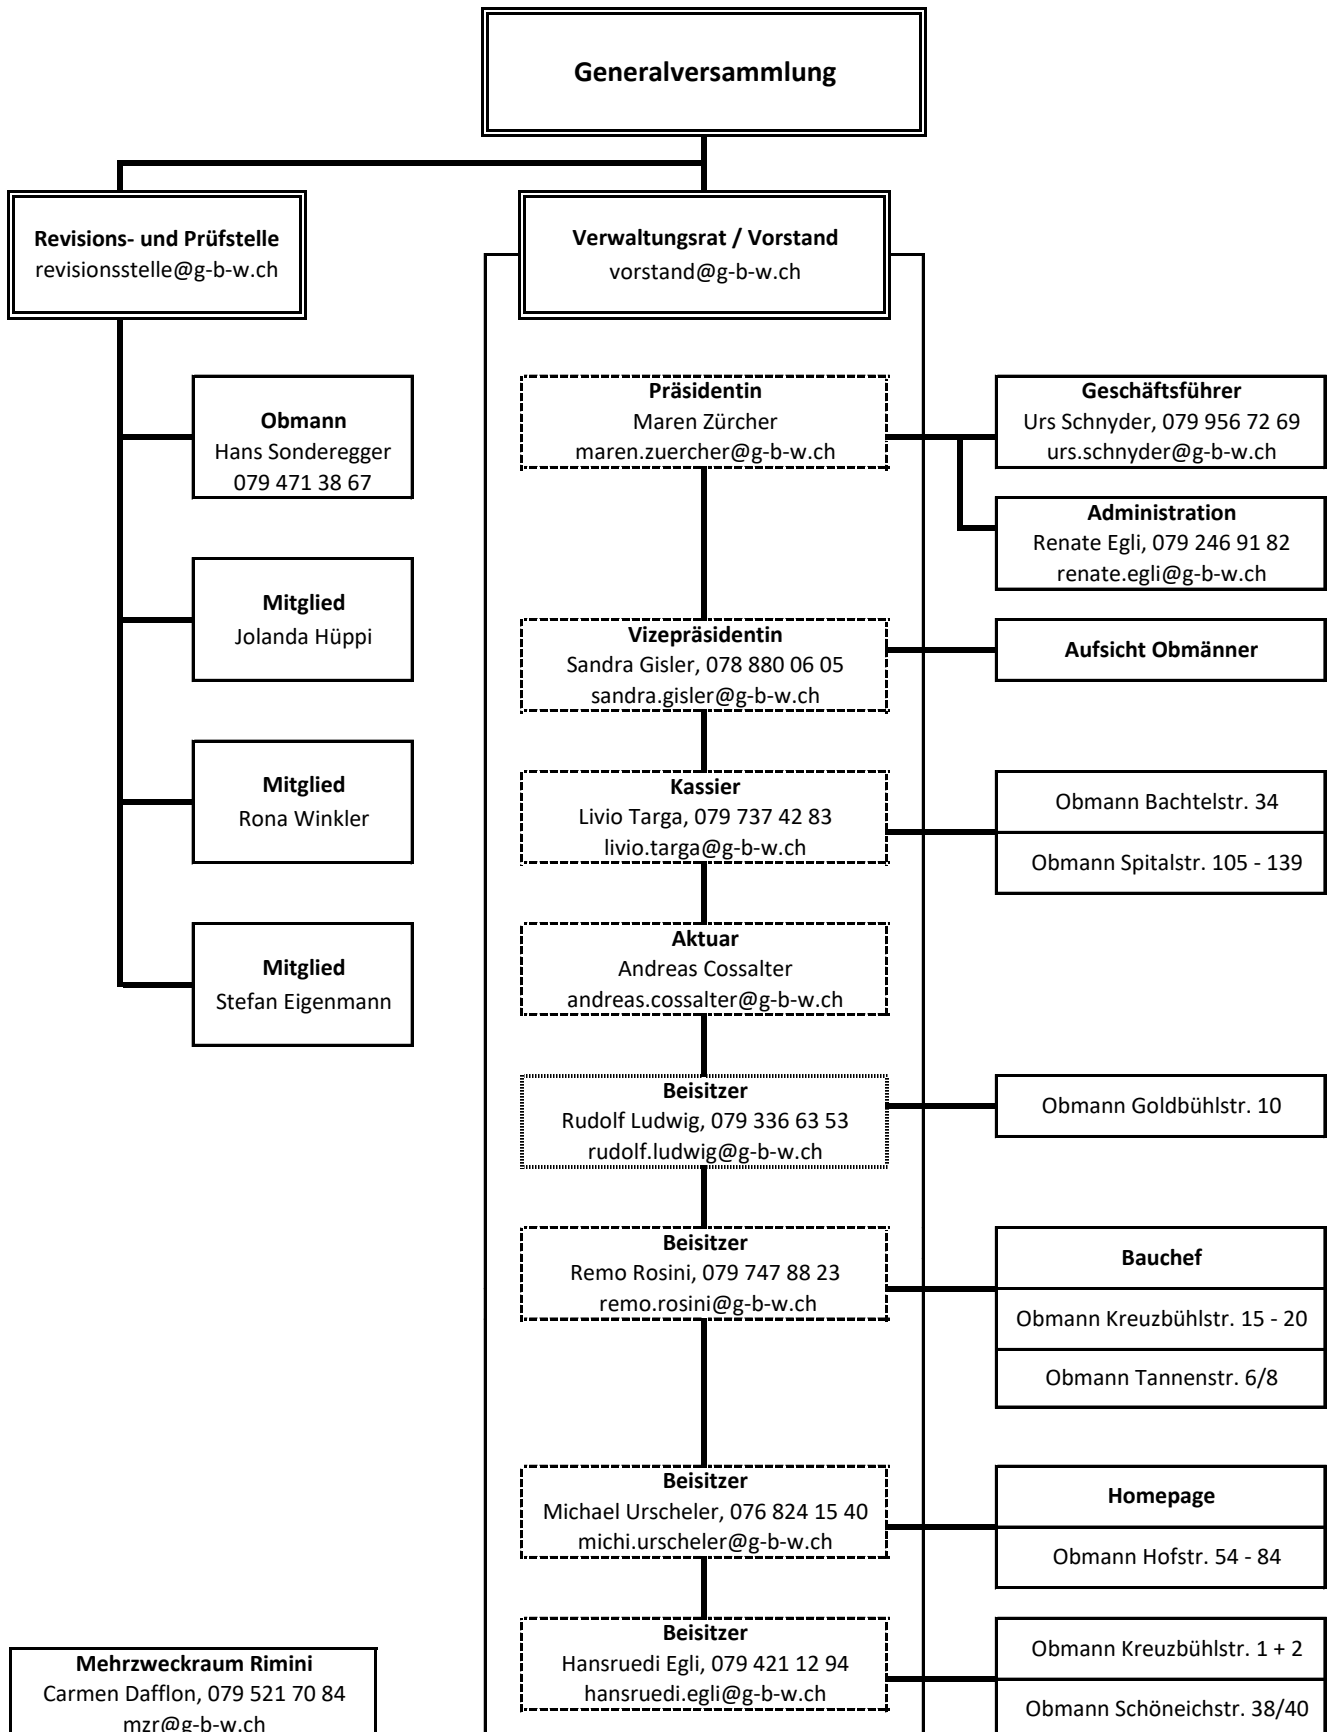 Generalversammlung
Revisions- und Prüfstelle
revisionsstelle@g-b-w.ch
Verwaltungsrat / Vorstand
vorstand@g-b-w.ch
Obmann
Hans Sonderegger
079 471 38 67
Mitglied
Jolanda Hüppi
Mitglied
Rona Winkler
Mitglied
Stefan Eigenmann
Präsidentin
Maren Zürcher
maren.zuercher@g-b-w.ch
Geschäftsführer
Urs Schnyder, 079 956 72 69
urs.schnyder@g-b-w.ch
Administration
Renate Egli, 079 246 91 82
renate.egli@g-b-w.ch
Vizepräsidentin
Sandra Gisler, 078 880 06 05
sandra.gisler@g-b-w.ch
Aufsicht Obmänner
Kassier
Livio Targa, 079 737 42 83
livio.targa@g-b-w.ch
Obmann Bachtelstr. 34
Obmann Spitalstr. 105 - 139
Aktuar
Andreas Cossalter
andreas.cossalter@g-b-w.ch
Beisitzer
Rudolf Ludwig, 079 336 63 53
rudolf.ludwig@g-b-w.ch
Obmann Goldbühlstr. 10
Beisitzer
Remo Rosini, 079 747 88 23
remo.rosini@g-b-w.ch
Bauchef
Obmann Kreuzbühlstr. 15 - 20
Obmann Tannenstr. 6/8
Beisitzer
Michael Urscheler, 076 824 15 40
michi.urscheler@g-b-w.ch
Homepage
Obmann Hofstr. 54 - 84
Beisitzer
Hansruedi Egli, 079 421 12 94
hansruedi.egli@g-b-w.ch
Obmann Kreuzbühlstr. 1 + 2
Obmann Schöneichstr. 38/40
Mehrzweckraum Rimini
Carmen Dafflon, 079 521 70 84
mzr@g-b-w.ch